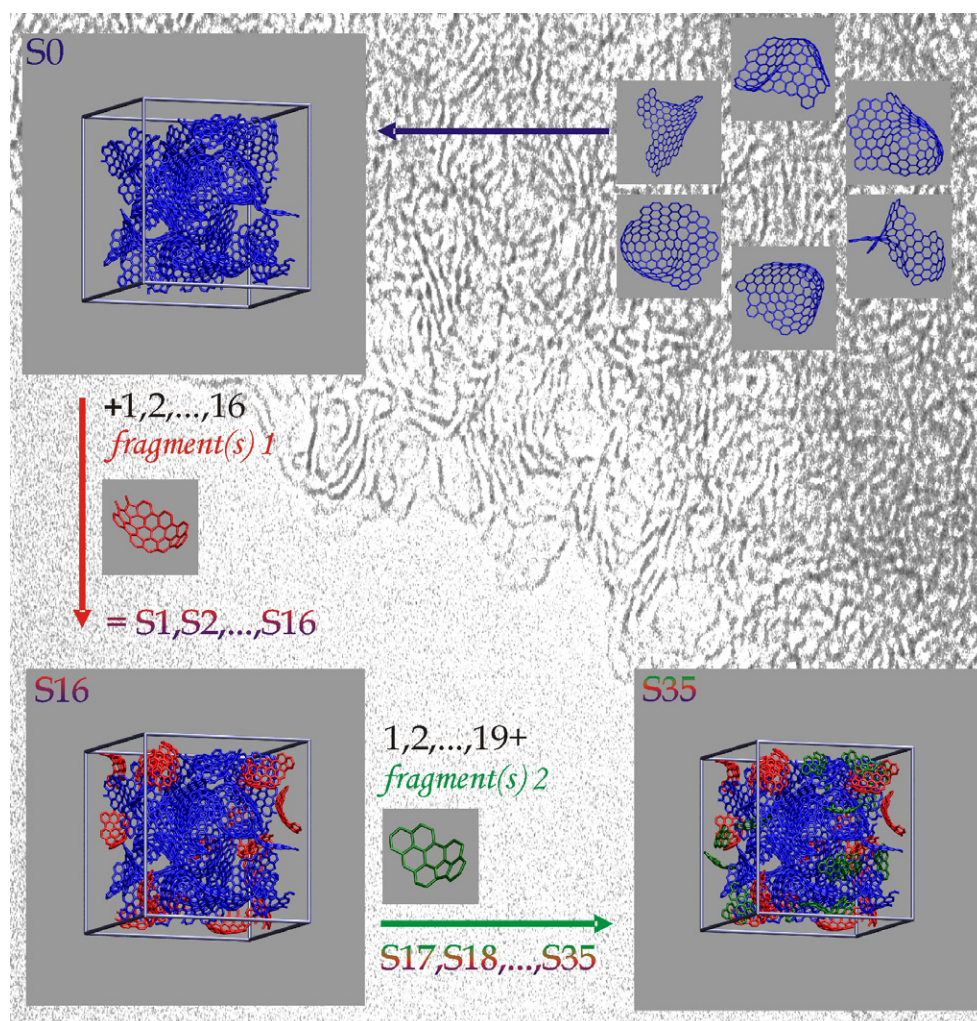 S0
+1,2,...,16
fragment(s) 1
= S1,S2,...,S16
S16
1,2,...,19+
fragment(s) 2
S17,S18,...,S35
S35